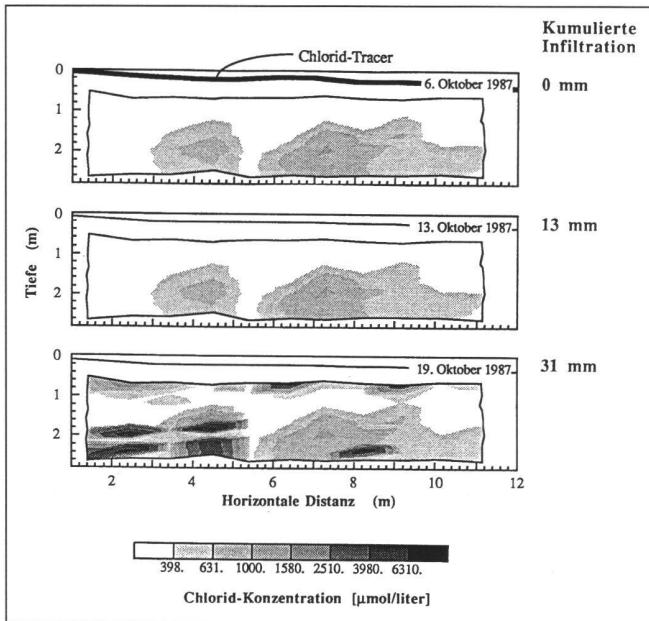 Kumulierte
Infiltration
Chlorid-Tracer
0
1
2
6. Oktober 1987
0 mm
0
1
2
13. Oktober 1987
13 mm
Tiefe (m)
0
1
2
19. Oktober 1987
31 mm
2 4 6 8 10 12
Horizontale Distanz (m)
398. 631. 1000. 1580. 2510. 3980. 6310.
Chlorid-Konzentration [µmol/liter]